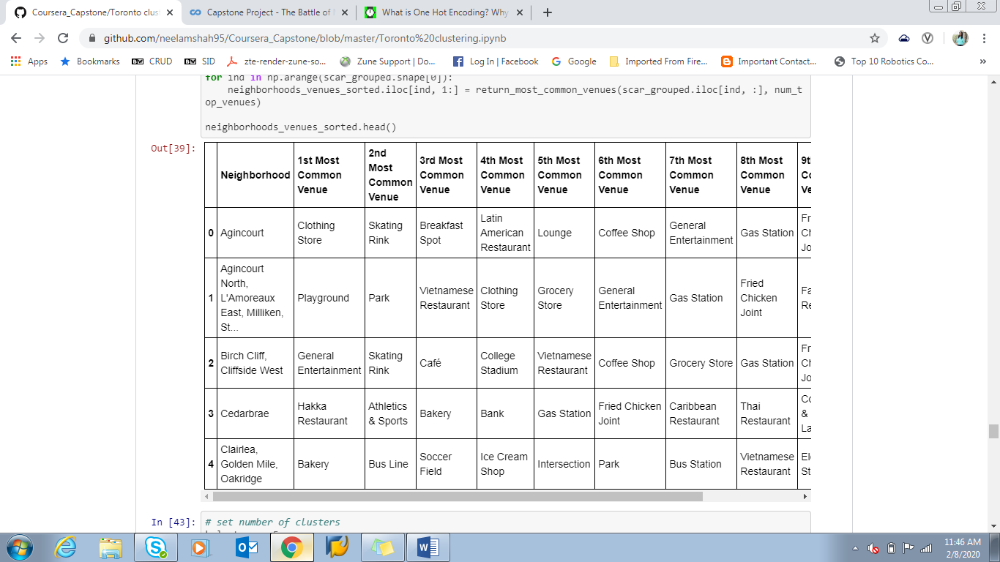 Coursera_Capstone/Toronto clus
Capstone Project - The Battle of
What is One Hot Encoding? Why
github.com/neelamshah95/Coursera_Capstone/blob/master/Toronto%20clustering.ipynb
Apps
Bookmarks
CRUD
SID
zte-render-zune-so...
Zune Support | Do...
Log In | Facebook
Google
Imported From Fire...
Important Contact...
Top 10 Robotics Co...
»
for ind in np.arange(scar_grouped.shape[0]):
neighborhoods_venues_sorted.iloc[ind, 1:] = return_most_common_venues(scar_grouped.iloc[ind, :], num_t
op_venues)
neighborhoods_venues_sorted.head()
Out[39]:
Neighborhood
1st Most
Common
Venue
2nd
Most
Common
Venue
3rd Most
Common
Venue
4th Most
Common
Venue
5th Most
Common
Venue
6th Most
Common
Venue
7th Most
Common
Venue
8th Most
Common
Venue
0
Agincourt
Clothing
Store
Skating
Rink
Breakfast
Spot
Latin
American
Restaurant
Lounge
Coffee Shop
General
Entertainment
Gas Station
Fr
Ch
Jo
1
Agincourt
North,
L'Amoreaux
East, Milliken,
St...
Playground
Park
Vietnamese
Restaurant
Clothing
Store
Grocery
Store
General
Entertainment
Gas Station
Fried
Chicken
Joint
Fa
Re
2
Birch Cliff,
Cliffside West
General
Entertainment
Skating
Rink
Café
College
Stadium
Vietnamese
Restaurant
Coffee Shop
Grocery Store
Gas Station
Fr
Ch
Jo
3
Cedarbrae
Hakka
Restaurant
Athletics
& Sports
Bakery
Bank
Gas Station
Fried Chicken
Joint
Caribbean
Restaurant
Thai
Restaurant
Co
&
La
4
Clairlea,
Golden Mile,
Oakridge
Bakery
Bus Line
Soccer
Field
Ice Cream
Shop
Intersection
Park
Bus Station
Vietnamese
Restaurant
El
St
In [43]:
# set number of clusters
11:46 AM
2/8/2020